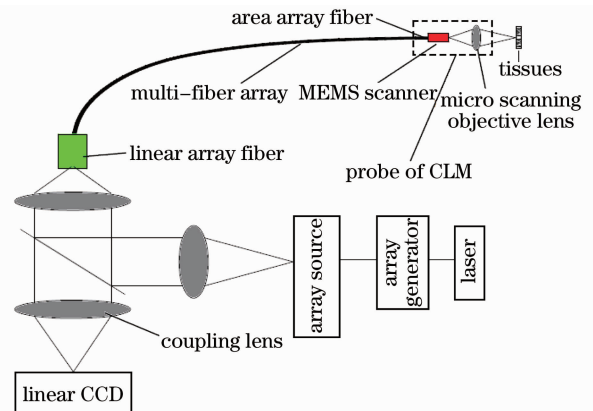 area array fiber
tissues
multi-fiber array
MEMS scanner
micro scanning
objective lens
linear array fiber
probe of CLM
array source
array
generator
laser
coupling lens
linear CCD